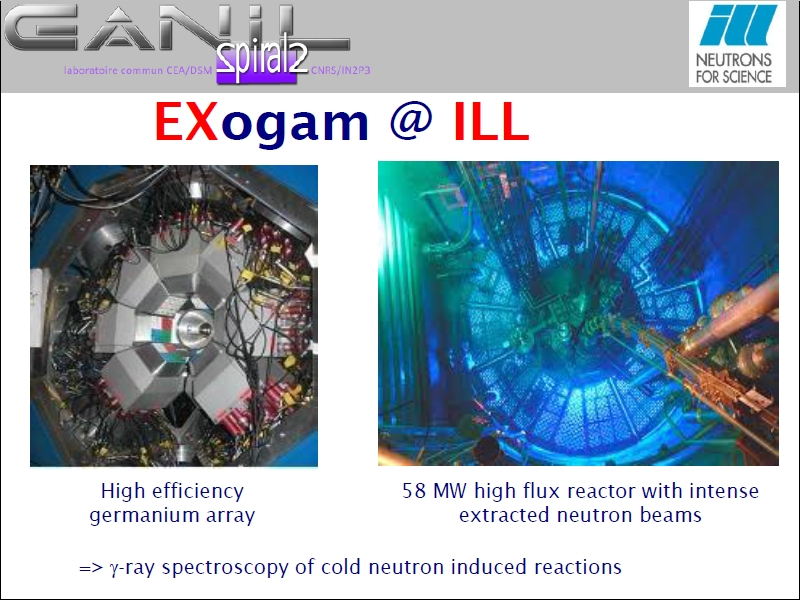 GANIL
spiral2
laboratoire commun CEA/DSM
CNRS/IN2P3
ill
NEUTRONS
FOR SCIENCE
EXogam @ ILL
High efficiency
germanium array
58 MW high flux reactor with intense
extracted neutron beams
=> γ-ray spectroscopy of cold neutron induced reactions